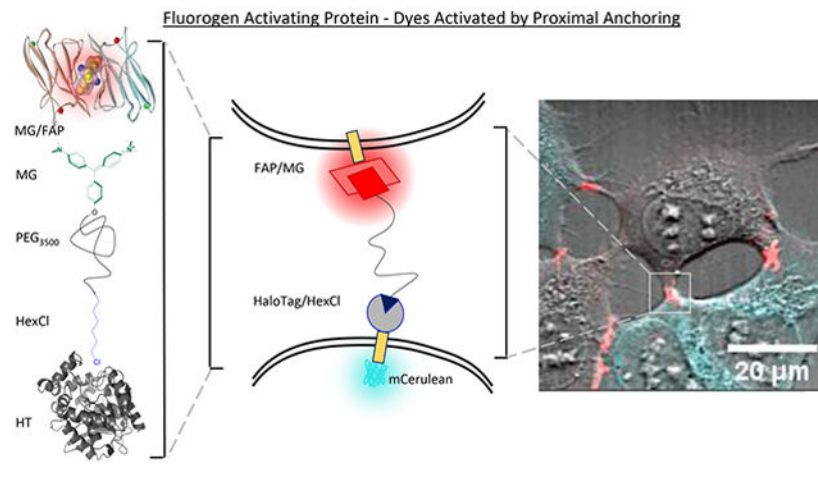 Fluorogen Activating Protein - Dyes Activated by Proximal Anchoring
MG/FAP
MG
PEG3500
HexCl
HT
FAP/MG
HaloTag/HexCl
mCerulean
20 µm